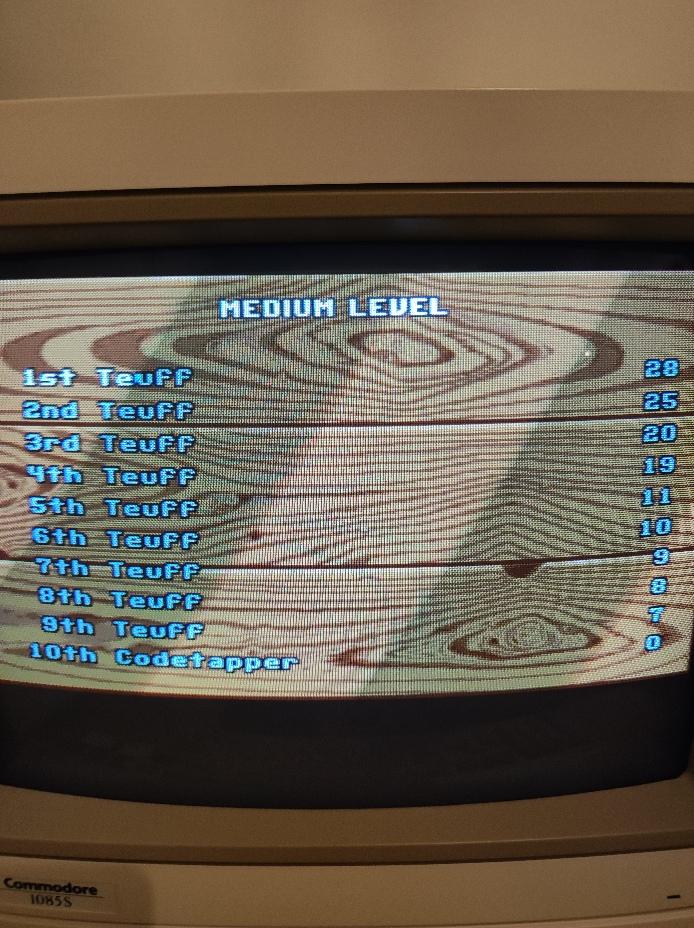 MEDIUM LEVEL
1st Teuff 28
2nd Teuff 25
3rd Teuff 20
4th Teuff 19
5th Teuff 11
6th Teuff 10
7th Teuff 9
8th Teuff 8
9th Teuff 7
10th Codetapper 0
Commodore
1085S